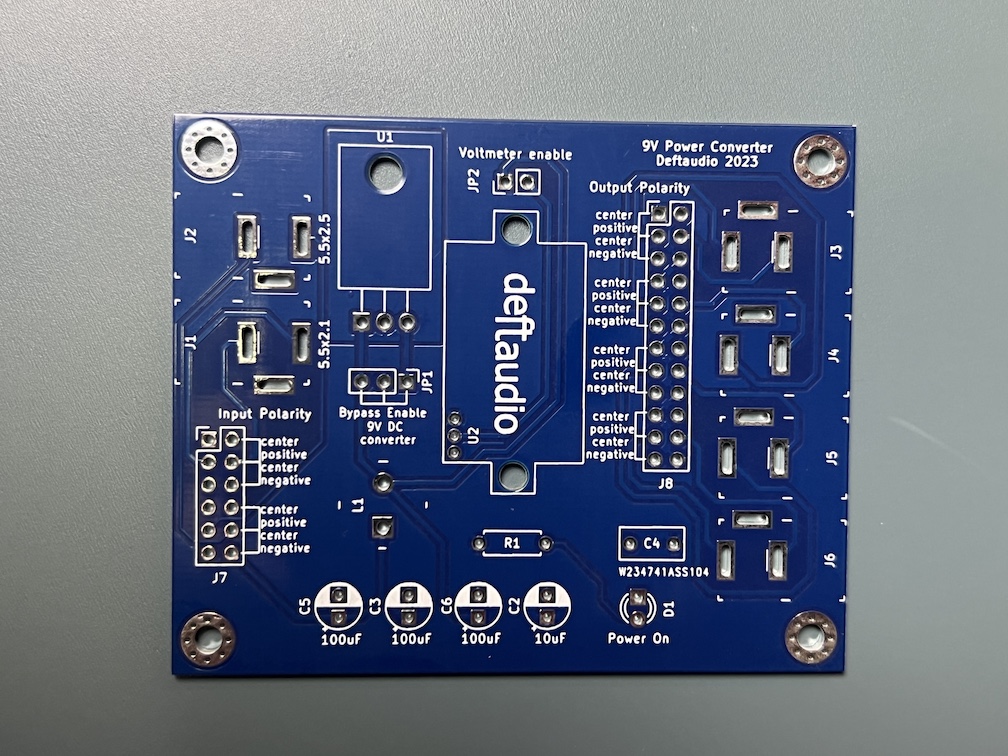 U1
9V Power Converter
Deftaudio 2023
Voltmeter enable
JP2
Output Polarity
center
positive
center
negative
center
positive
center
negative
center
positive
center
negative
center
positive
center
negative
J8
J2
5.5x2.5
J1
5.5x2.1
J3
J4
J5
J6
deftaudio
U2
JP1
Bypass Enable
9V DC
converter
Input Polarity
center
positive
center
negative
center
positive
center
negative
J7
L1
R1
C4
W234741ASS104
C5
100uF
C3
100uF
C6
100uF
C2
10uF
D1
Power On